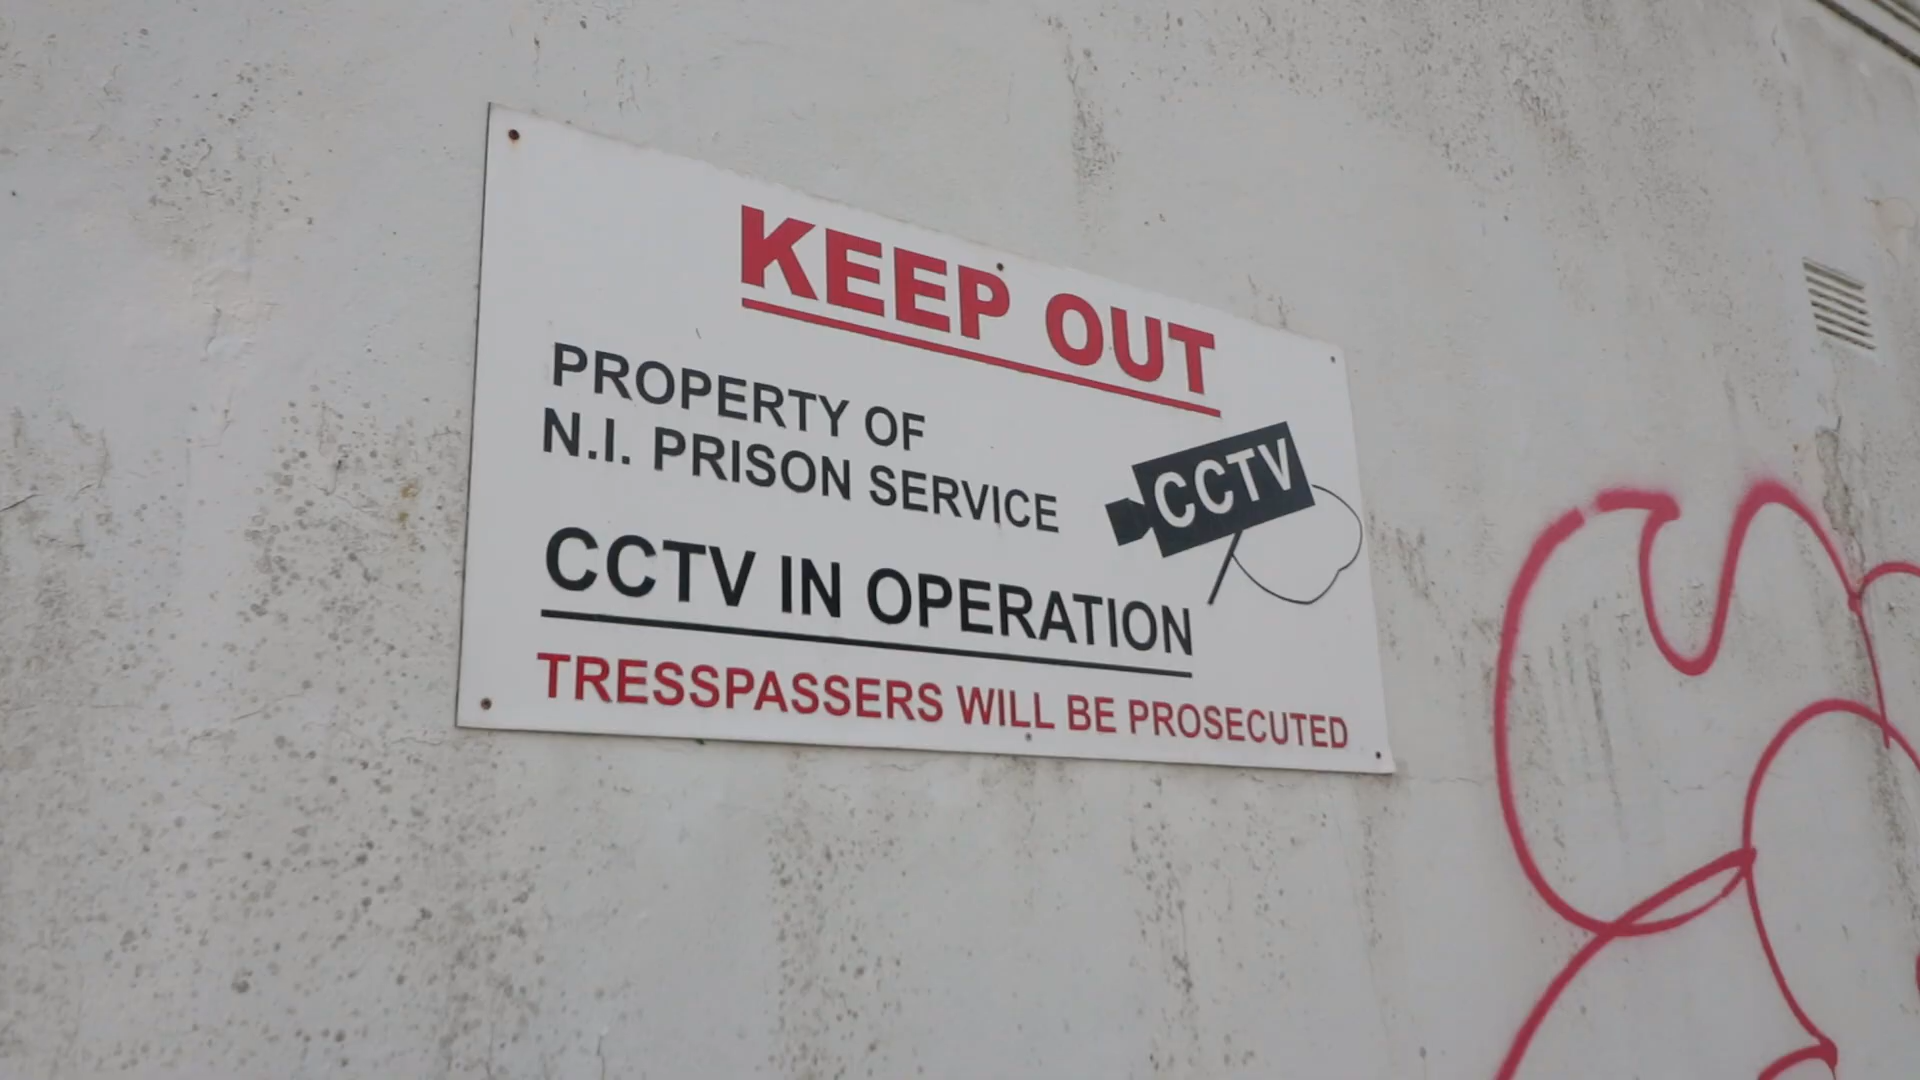 KEEP OUT
PROPERTY OF
N.I. PRISON SERVICE
CCTV
CCTV IN OPERATION
TRESSPASSERS WILL BE PROSECUTED